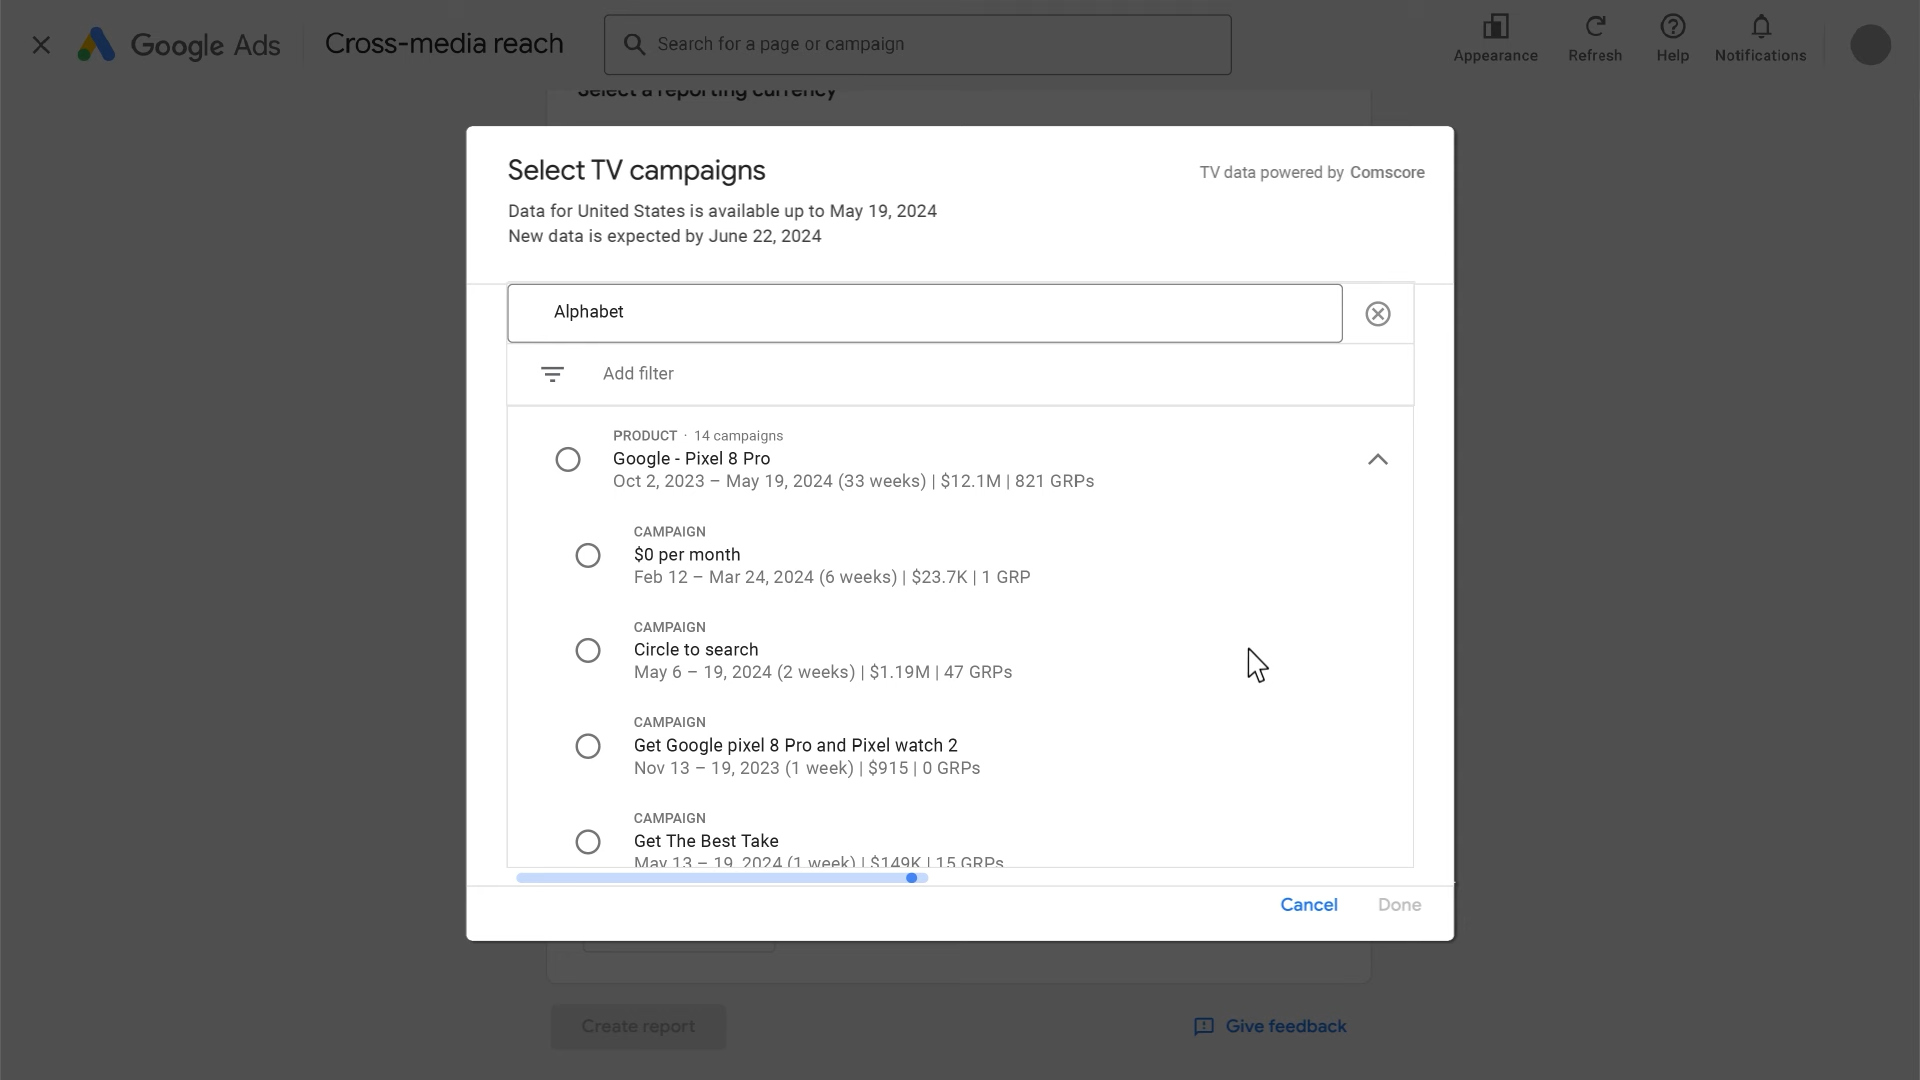 Google Ads
Cross-media reach
Search for a page or campaign
Appearance
Refresh
Help
Notifications
Select a reporting currency
Select TV campaigns
TV data powered by Comscore
Data for United States is available up to May 19, 2024
New data is expected by June 22, 2024
Alphabet
Add filter
PRODUCT · 14 campaigns
Google - Pixel 8 Pro
Oct 2, 2023 – May 19, 2024 (33 weeks) | $12.1M | 821 GRPs
CAMPAIGN
$0 per month
Feb 12 – Mar 24, 2024 (6 weeks) | $23.7K | 1 GRP
CAMPAIGN
Circle to search
May 6 – 19, 2024 (2 weeks) | $1.19M | 47 GRPs
CAMPAIGN
Get Google pixel 8 Pro and Pixel watch 2
Nov 13 – 19, 2023 (1 week) | $915 | 0 GRPs
CAMPAIGN
Get The Best Take
May 13 – 19, 2024 (1 week) | $149K | 15 GRPs
Cancel
Done
Create report
Give feedback